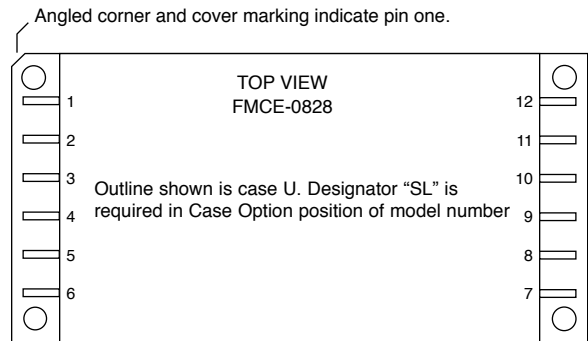 Angled corner and cover marking indicate pin one.
TOP VIEW
FMCE-0828
1
12
2
11
3
10
Outline shown is case U. Designator “SL” is
required in Case Option position of model number
4
9
5
8
6
7